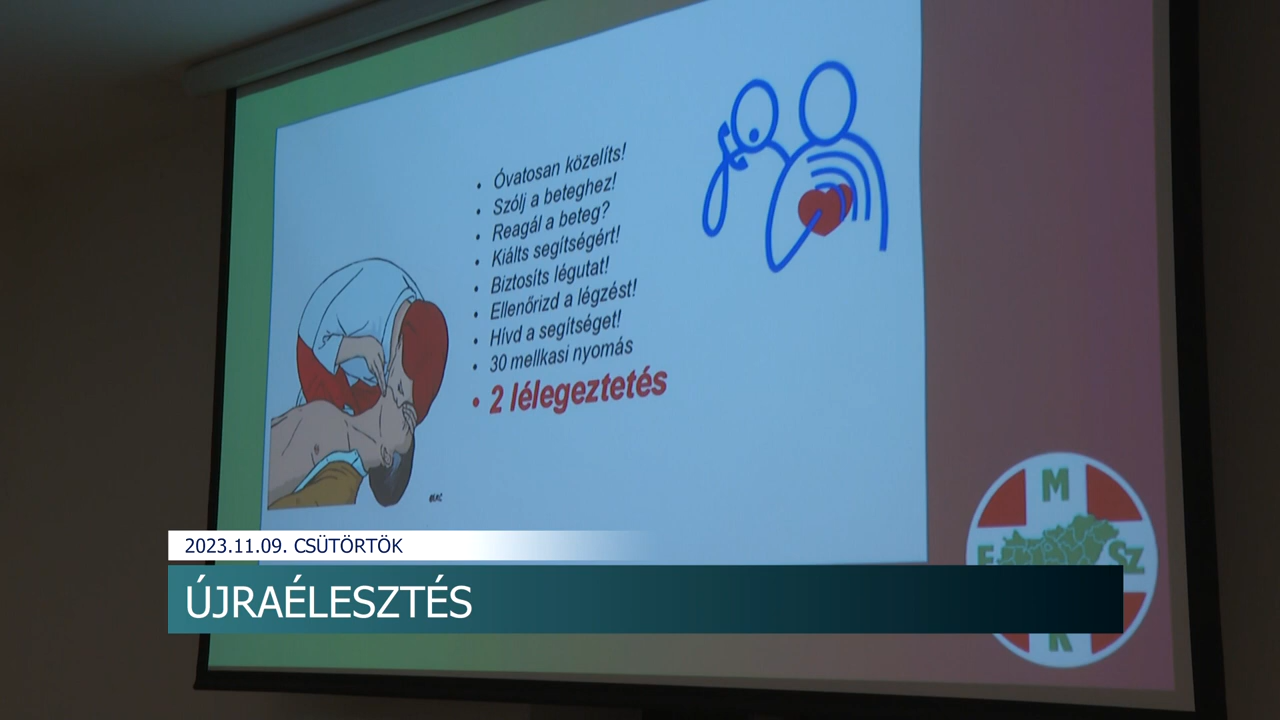 • Óvatosan közelíts!
• Szólj a beteghez!
• Reagál a beteg?
• Kiálts segítségért!
• Biztosíts légutat!
• Ellenőrizd a légzést!
• Hívd a segítséget!
• 30 mellkasi nyomás
• 2 lélegeztetés
M
E SZ
K
2023.11.09. CSÜTÖRTÖK
ÚJRAÉLESZTÉS